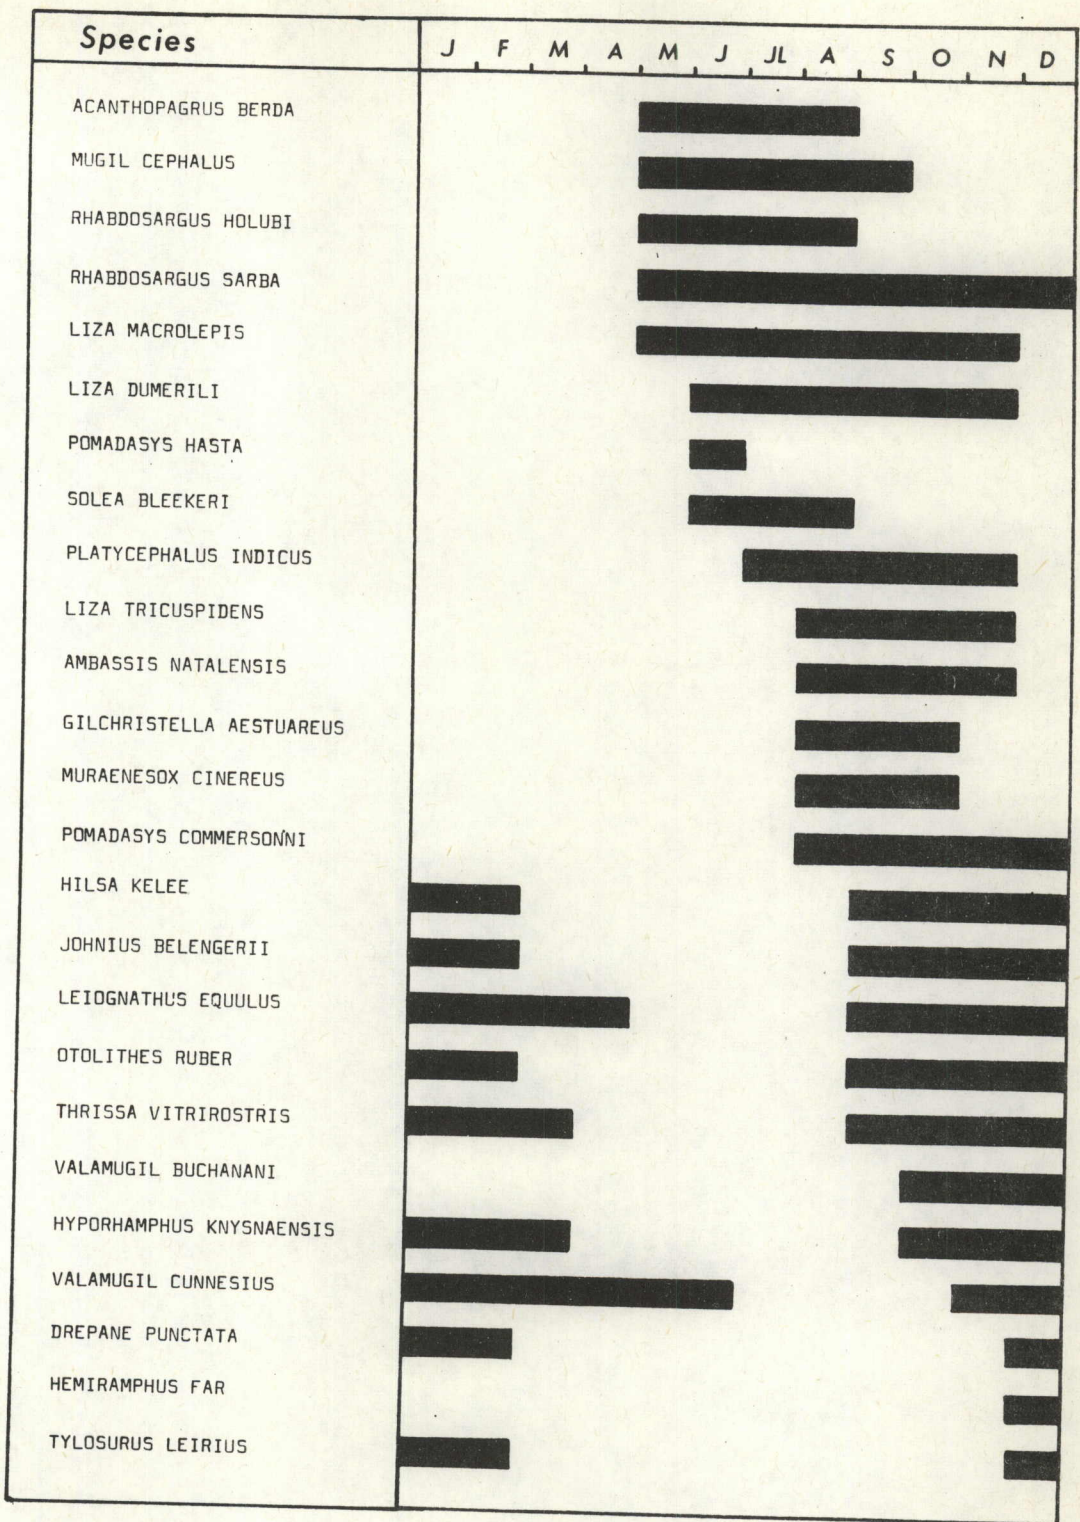 Species J F M A M J JL A S O N D
ACANTHOPAGRUS BERDA
MUGIL CEPHALUS
RHABDOSARGUS HOLUBI
RHABDOSARGUS SARBA
LIZA MACROLEPIS
LIZA DUMERILI
POMADASYS HASTA
SOLEA BLEEKERI
PLATYCEPHALUS INDICUS
LIZA TRICUSPIDENS
AMBASSIS NATALENSIS
GILCHRISTELLA AESTUAREUS
MURAENESOX CINEREUS
POMADASYS COMMERSONNI
HILSA KELEE
JOHNIUS BELENGERII
LEIOGNATHUS EQUULUS
OTOLITHES RUBER
THRISSA VITRIROSTRIS
VALAMUGIL BUCHANANI
HYPORHAMPHUS KNYSNAENSIS
VALAMUGIL CUNNESIUS
DREPANE PUNCTATA
HEMIRAMPHUS FAR
TYLOSURUS LEIRIUS